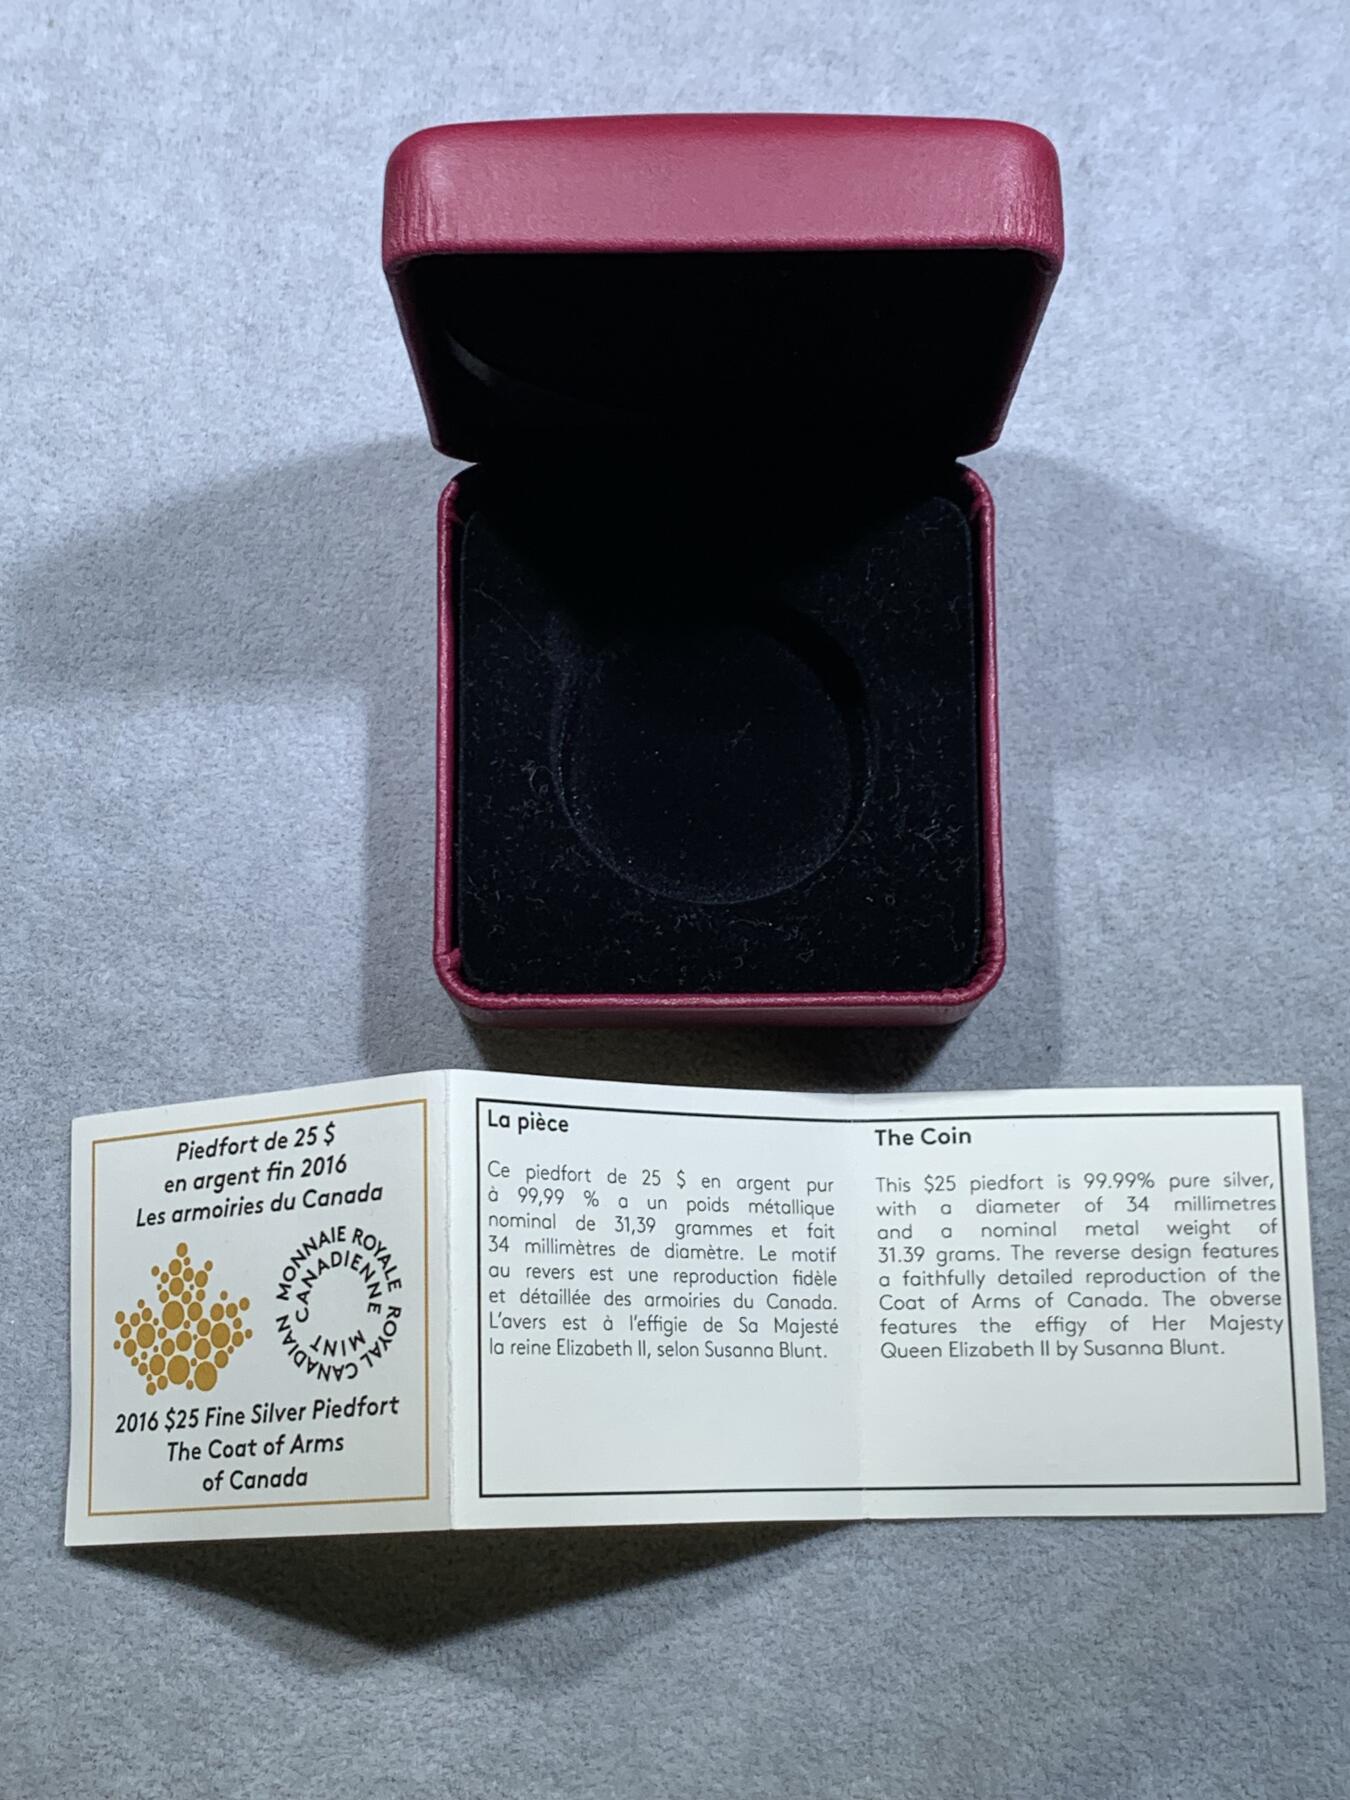 Piedfort de 25 $
en argent fin 2016
Les armoiries du Canada
MONNAIE ROYALE CANADIENNE
ROYAL CANADIAN MINT
2016 $25 Fine Silver Piedfort
The Coat of Arms
of Canada
La pièce
Ce piedfort de 25 $ en argent pur
à 99,99 % a un poids métallique
nominal de 31,39 grammes et fait
34 millimètres de diamètre. Le motif
au revers est une reproduction fidèle
et détaillée des armoiries du Canada.
L'avers est à l'effigie de Sa Majesté
la reine Elizabeth II, selon Susanna Blunt.
The Coin
This $25 piedfort is 99.99% pure silver,
with a diameter of 34 millimetres
and a nominal metal weight of
31.39 grams. The reverse design features
a faithfully detailed reproduction of the
Coat of Arms of Canada. The obverse
features the effigy of Her Majesty
Queen Elizabeth II by Susanna Blunt.